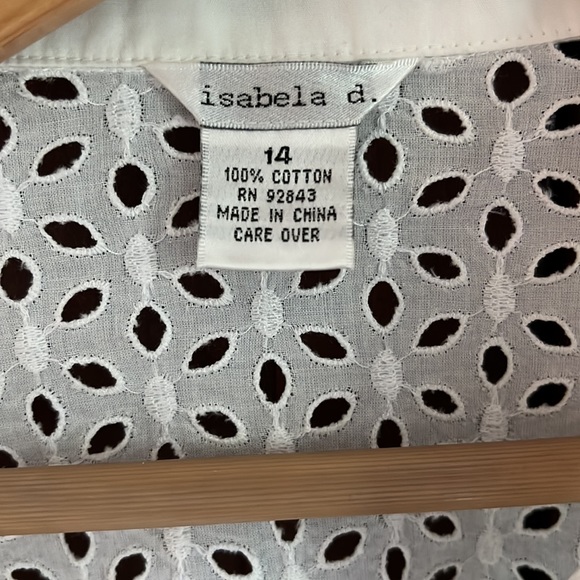 isabela d.
14
100% COTTON
RN 92843
MADE IN CHINA
CARE OVER